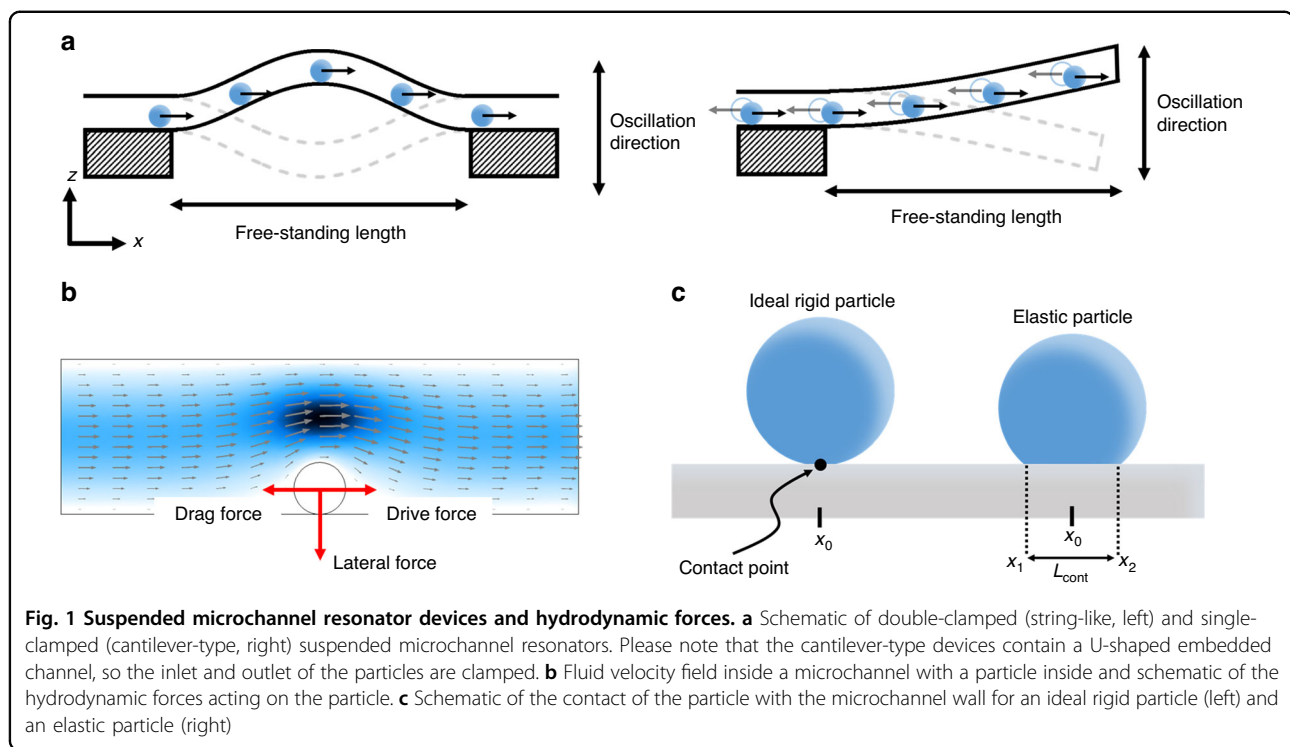 a
Oscillation
direction
z
x
Free-standing length
Oscillation
direction
Free-standing length
b
Drag force
Drive force
Lateral force
c
Ideal rigid particle
Elastic particle
x₀
x₀
Contact point
x₁
L_cont
x₂
Fig. 1 Suspended microchannel resonator devices and hydrodynamic forces. a Schematic of double-clamped (string-like, left) and single-
clamped (cantilever-type, right) suspended microchannel resonators. Please note that the cantilever-type devices contain a U-shaped embedded
channel, so the inlet and outlet of the particles are clamped. b Fluid velocity field inside a microchannel with a particle inside and schematic of the
hydrodynamic forces acting on the particle. c Schematic of the contact of the particle with the microchannel wall for an ideal rigid particle (left) and
an elastic particle (right)